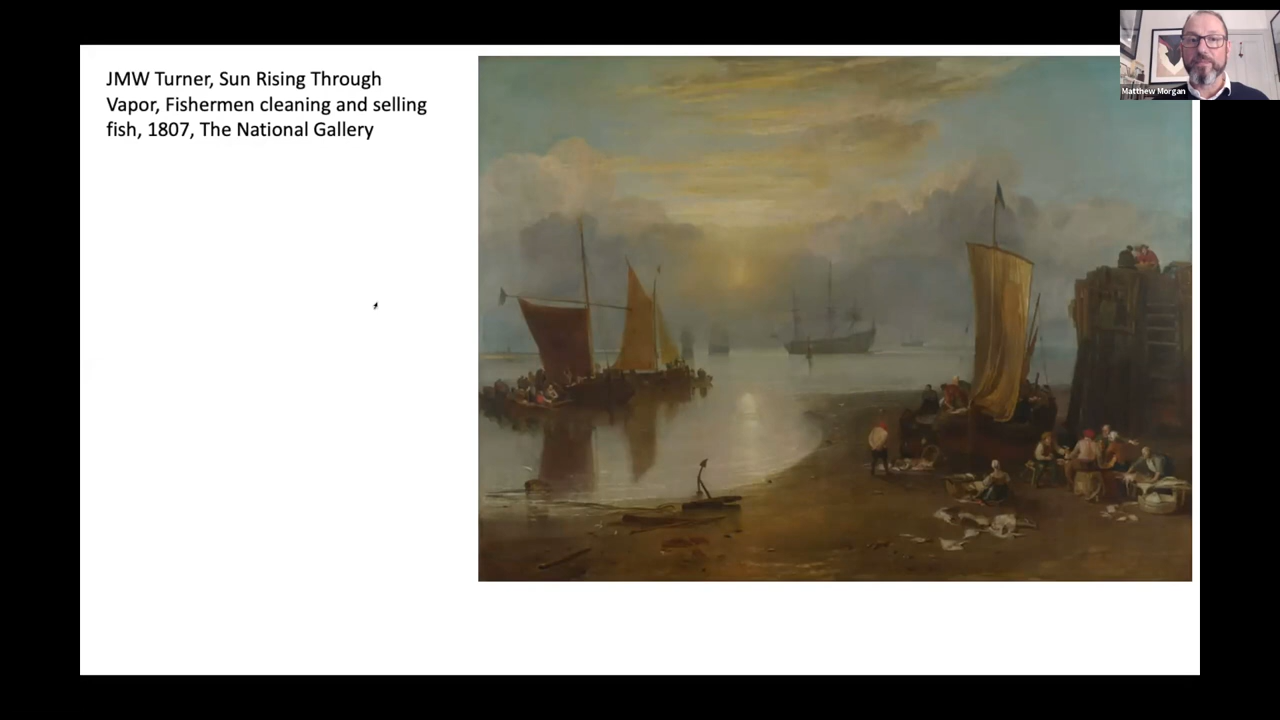 JMW Turner, Sun Rising Through
Vapor, Fishermen cleaning and selling
fish, 1807, The National Gallery
Matthew Morgan